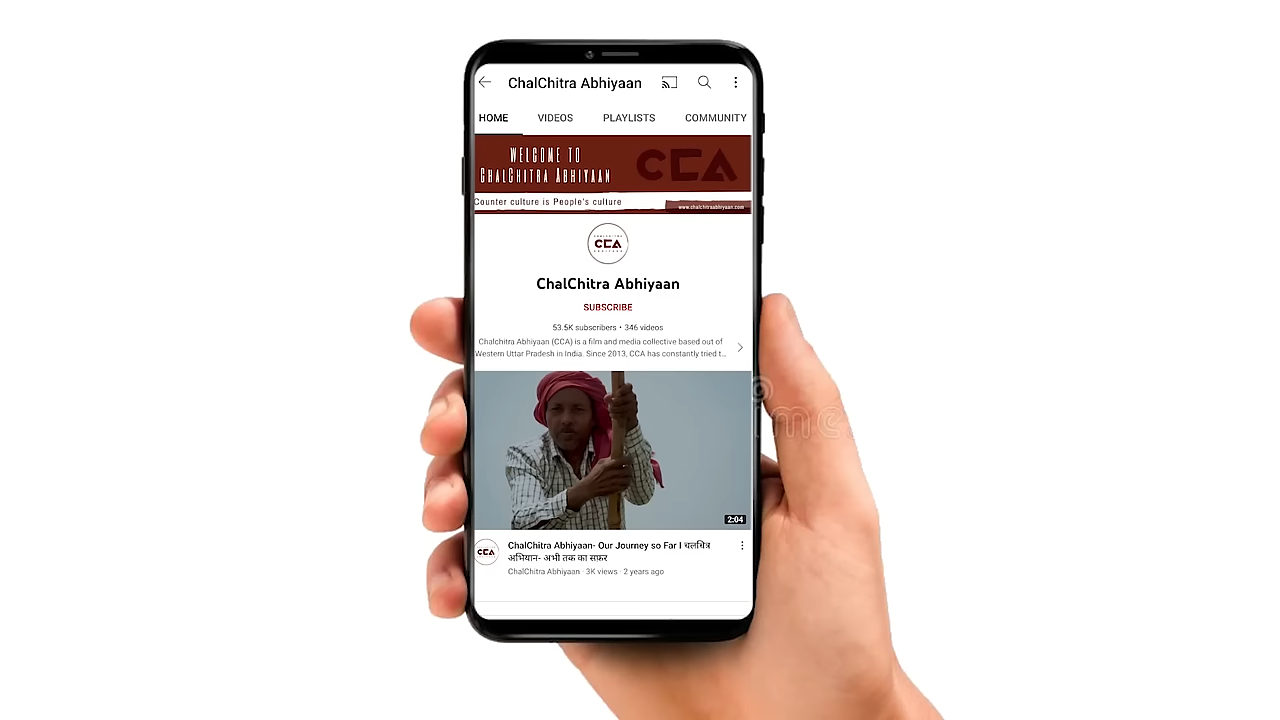 ChalChitra Abhiyaan
HOME VIDEOS PLAYLISTS COMMUNITY
WELCOME TO
CHALCHITRA ABHIYAAN
CCA
Counter culture is People's culture
www.chalchitraabhiyaan.com
CCA
ChalChitra Abhiyaan
SUBSCRIBE
53.5K subscribers • 346 videos
Chalchitra Abhiyaan (CCA) is a film and media collective based out of
Western Uttar Pradesh in India. Since 2013, CCA has constantly tried t...
2:04
CCA
ChalChitra Abhiyaan- Our Journey so Far I चलचित्र
अभियान- अभी तक का सफ़र
ChalChitra Abhiyaan · 3K views · 2 years ago